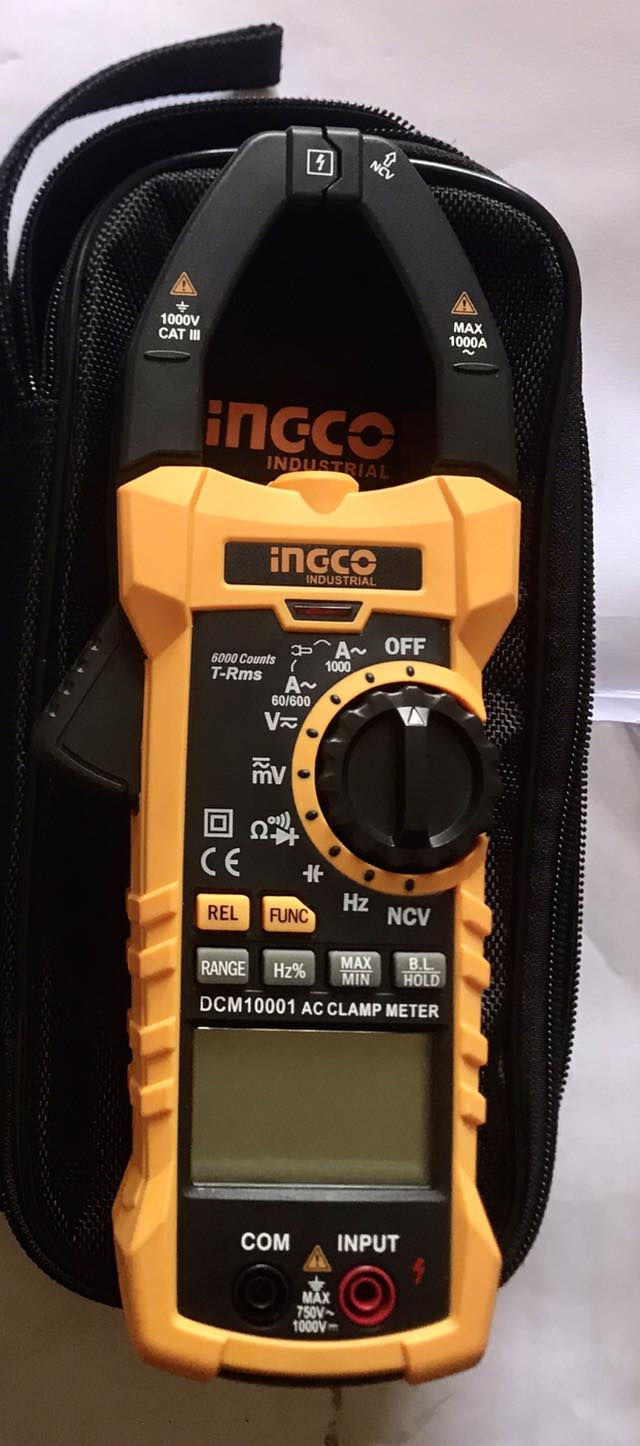 NCV
1000V
CAT III
MAX
1000A
~
iNGCO
INDUSTRIAL
iNGCO
INDUSTRIAL
6000 Counts
T-Rms
A~
1000
OFF
A~
60/600
V
mV
Ω
CE
Hz
NCV
REL
FUNC
RANGE
Hz%
MAX
MIN
B.L.
HOLD
DCM10001 AC CLAMP METER
COM
INPUT
MAX
750V~
1000V⎓